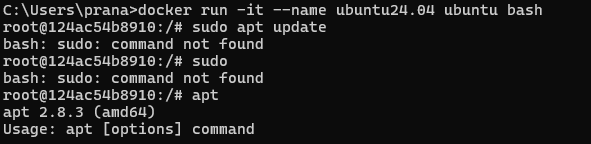 C:\Users\prana>docker run -it --name ubuntu24.04 ubuntu bash
root@124ac54b8910:/# sudo apt update
bash: sudo: command not found
root@124ac54b8910:/# sudo
bash: sudo: command not found
root@124ac54b8910:/# apt
apt 2.8.3 (amd64)
Usage: apt [options] command